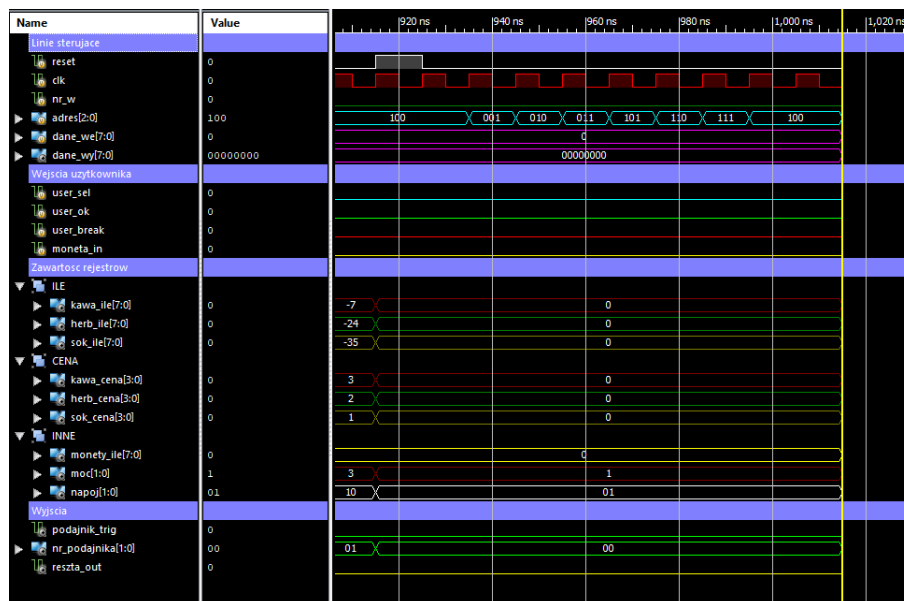 Name Value 920 ns 940 ns 960 ns 980 ns 1,000 ns 1,020 ns
Linie sterujace
reset 0
clk 0
nr_w 0
adres[2:0] 100 100 001 010 011 101 110 111 100
dane_we[7:0] 0 0
dane_wy[7:0] 00000000 00000000
Wejscia uzytkownika
user_sel 0
user_ok 0
user_break 0
moneta_in 0
Zawartosc rejestrow
ILE
kawa_ile[7:0] 0 -7 0
herb_ile[7:0] 0 -24 0
sok_ile[7:0] 0 -35 0
CENA
kawa_cena[3:0] 0 3 0
herb_cena[3:0] 0 2 0
sok_cena[3:0] 0 1 0
INNE
monety_ile[7:0] 0 0
moc[1:0] 1 3 1
napoj[1:0] 01 10 01
Wyjscia
podajnik_trig 0
nr_podajnika[1:0] 00 01 00
reszta_out 0